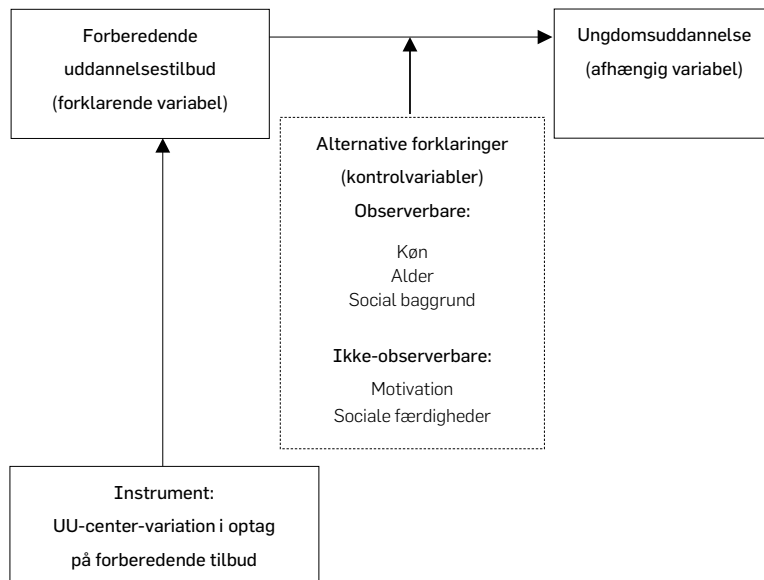 Forberedende
uddannelsestilbud
(forklarende variabel)
Ungdomsuddannelse
(afhængig variabel)
Alternative forklaringer
(kontrolvariabler)
Observerbare:
Køn
Alder
Social baggrund
Ikke-observerbare:
Motivation
Sociale færdigheder
Instrument:
UU-center-variation i optag
på forberedende tilbud